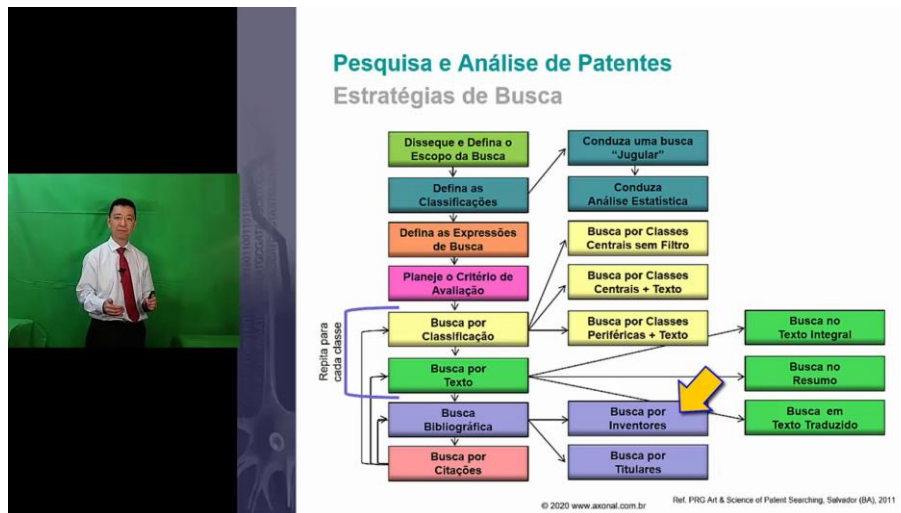 Pesquisa e Análise de Patentes
Estratégias de Busca
Disseque e Defina o
Escopo da Busca
Conduza uma busca
“Jugular”
Defina as
Classificações
Conduza
Análise Estatística
Defina as Expressões
de Busca
Busca por Classes
Centrais sem Filtro
Planeje o Critério de
Avaliação
Busca por Classes
Centrais + Texto
Repita para
cada classe
Busca por
Classificação
Busca por Classes
Periféricas + Texto
Busca no
Texto Integral
Busca por
Texto
Busca no
Resumo
Busca
Bibliográfica
Busca por
Inventores
Busca em
Texto Traduzido
Busca por
Citações
Busca por
Titulares
© 2020 www.axonal.com.br
Ref. PRG Art & Science of Patent Searching, Salvador (BA), 2011